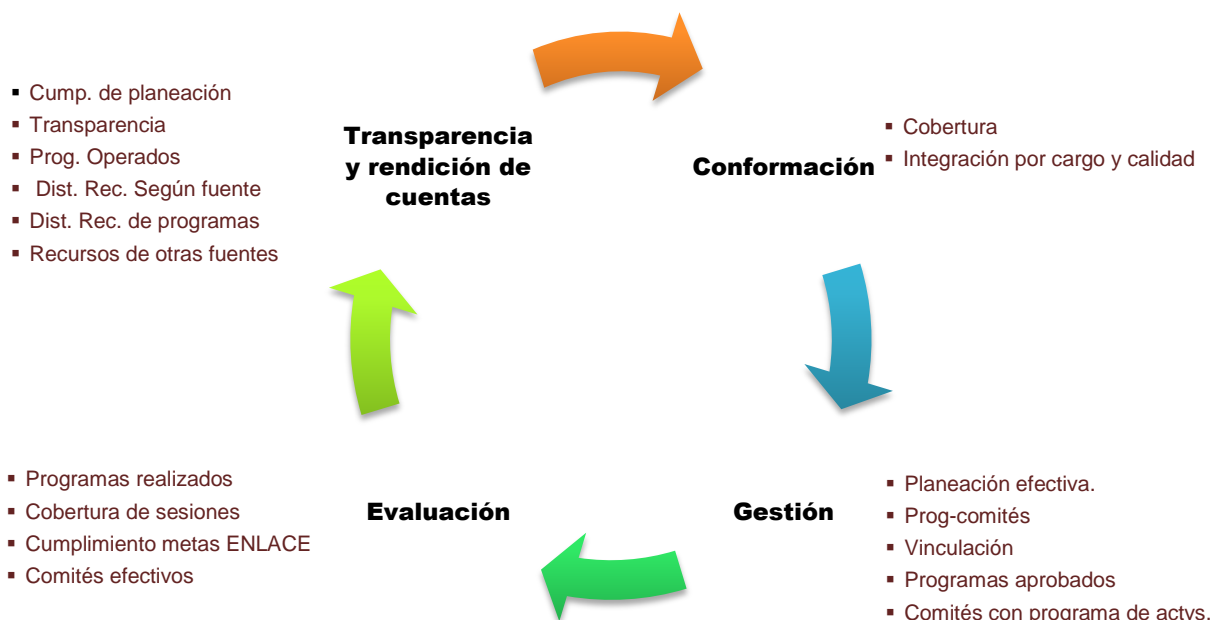 Cump. de planeación
Transparencia
Prog. Operados
Dist. Rec. Según fuente
Dist. Rec. de programas
Recursos de otras fuentes
Transparencia
y rendición de
cuentas
Conformación
Cobertura
Integración por cargo y calidad
Programas realizados
Cobertura de sesiones
Cumplimiento metas ENLACE
Comités efectivos
Evaluación
Gestión
Planeación efectiva.
Prog-comités
Vinculación
Programas aprobados
Comités con programa de actvs.